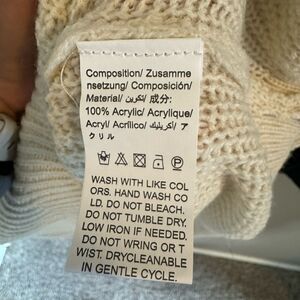 Composition/ Zusamme
nsetzung/ Composición/
Material/ التكوين/ 成分:
100% Acrylic/ Acrylique/
Acryl/ Acrílico/ أكريليك/ ア
クリル
WASH WITH LIKE COL
ORS. HAND WASH CO
LD. DO NOT BLEACH.
DO NOT TUMBLE DRY.
LOW IRON IF NEEDED.
DO NOT WRING OR T
WIST. DRYCLEANABLE
IN GENTLE CYCLE.